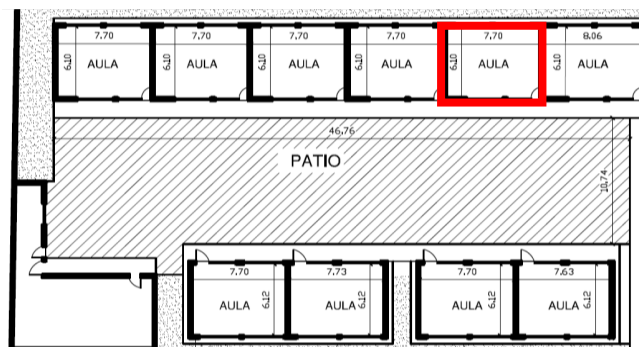 7.70 7.70 7.70 7.70 7.70 8.06
6.10 AULA 6.10 AULA 6.10 AULA 6.10 AULA 6.10 AULA 6.10 AULA
46.76
PATIO
10.74
7.70 7.73 7.70 7.63
AULA 6.12 AULA 6.12 AULA 6.12 AULA 6.12